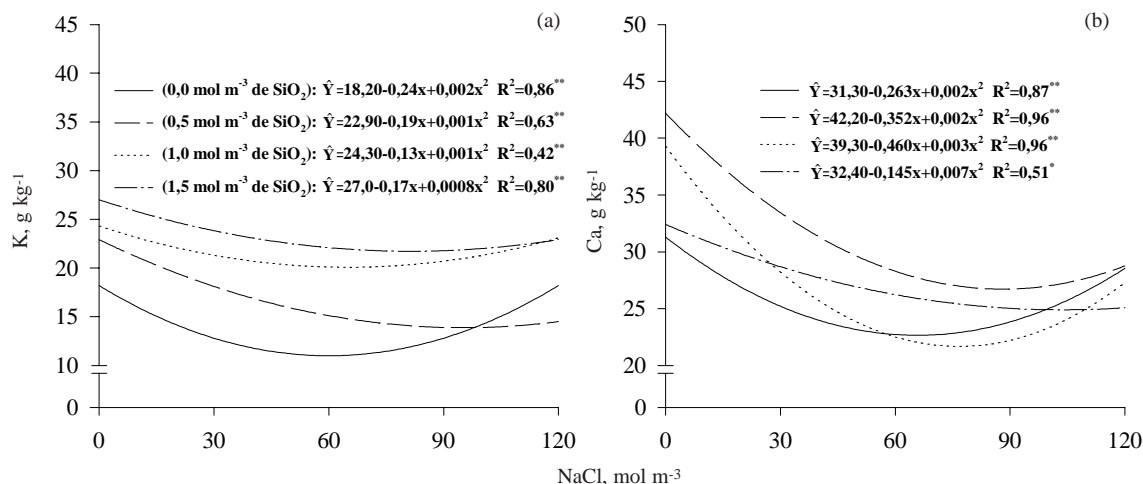 (a)
45
40
35
30
25
20
15
10
0
K, g kg⁻¹
(0,0 mol m⁻³ de SiO₂): Ŷ=18,20-0,24x+0,002x² R²=0,86**
(0,5 mol m⁻³ de SiO₂): Ŷ=22,90-0,19x+0,001x² R²=0,63**
(1,0 mol m⁻³ de SiO₂): Ŷ=24,30-0,13x+0,001x² R²=0,42**
(1,5 mol m⁻³ de SiO₂): Ŷ=27,0-0,17x+0,0008x² R²=0,80**
0 30 60 90 120
(b)
50
45
40
35
30
25
20
0
Ca, g kg⁻¹
Ŷ=31,30-0,263x+0,002x² R²=0,87**
Ŷ=42,20-0,352x+0,002x² R²=0,96**
Ŷ=39,30-0,460x+0,003x² R²=0,96**
Ŷ=32,40-0,145x+0,007x² R²=0,51*
0 30 60 90 120
NaCl, mol m⁻³